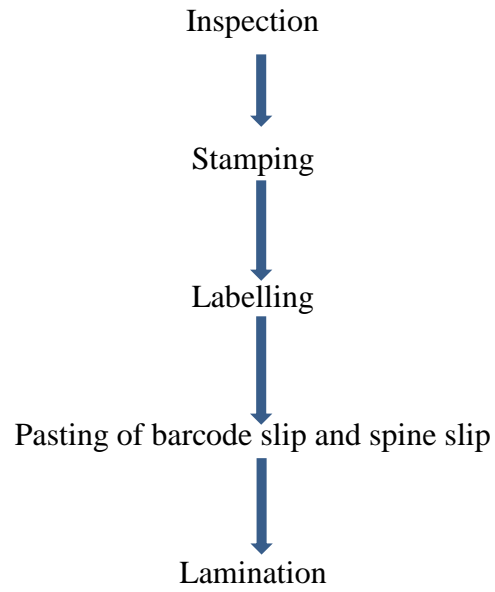 Inspection
Stamping
Labelling
Pasting of barcode slip and spine slip
Lamination